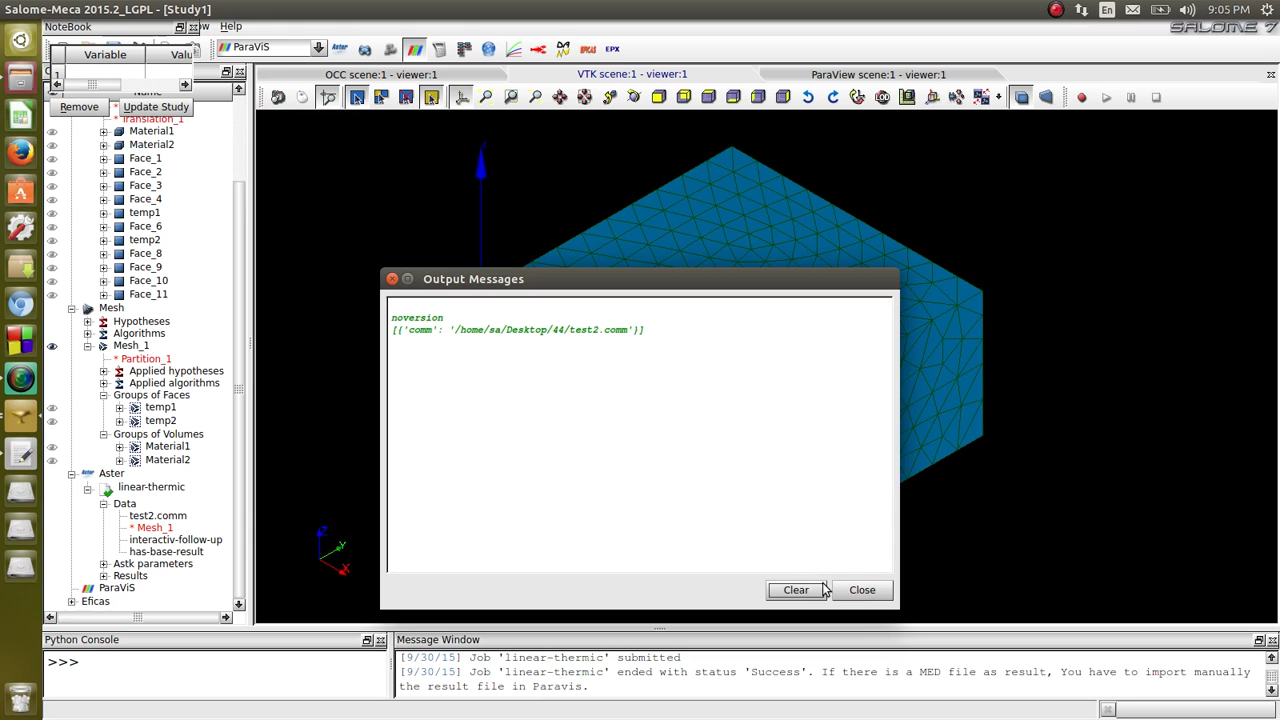 Salome-Meca 2015.2_LGPL - [Study1]
En
9:05 PM
NoteBook
Help
SALOME 7
Variable
Valu
1
Remove
Update Study
ParaViS
Aster
EFICAS
EPX
OCC scene:1 - viewer:1
VTK scene:1 - viewer:1
ParaView scene:1 - viewer:1
Name
* Translation_1
Material1
Material2
Face_1
Face_2
Face_3
Face_4
temp1
Face_6
temp2
Face_8
Face_9
Face_10
Face_11
Mesh
Hypotheses
Algorithms
Mesh_1
* Partition_1
Applied hypotheses
Applied algorithms
Groups of Faces
temp1
temp2
Groups of Volumes
Material1
Material2
Aster
linear-thermic
Data
test2.comm
* Mesh_1
interactiv-follow-up
has-base-result
Astk parameters
Results
ParaViS
Eficas
Output Messages
noversion
[{'comm': '/home/sa/Desktop/44/test2.comm'}]
Clear
Close
Z
Y
X
Python Console
>>>
Message Window
[9/30/15] Job 'linear-thermic' submitted
[9/30/15] Job 'linear-thermic' ended with status 'Success'. If there is a MED file as result, You have to import manually
the result file in Paravis.